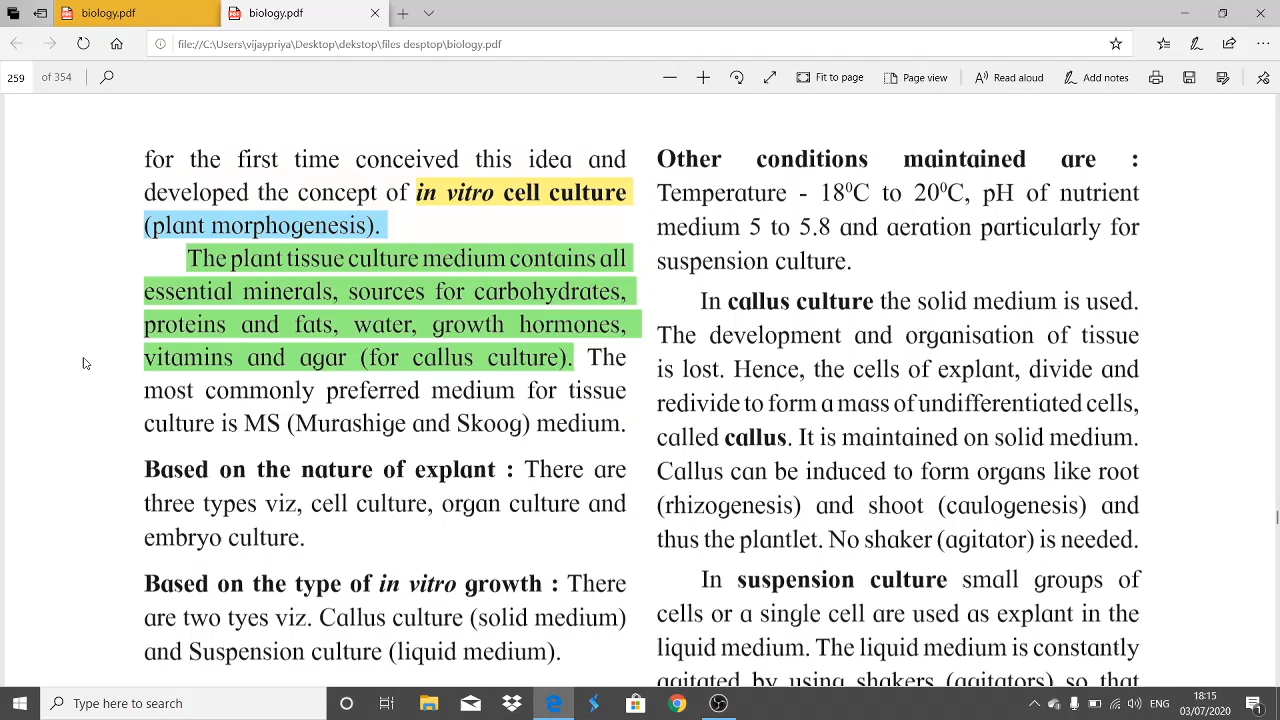 biology.pdf
biology.pdf
file://C:\Users\vijaypriya\Desktop\dekstop\files desptop\biology.pdf
259 of 354
Fit to page
Page view
Read aloud
Add notes
for the first time conceived this idea and
developed the concept of in vitro cell culture
(plant morphogenesis).
The plant tissue culture medium contains all
essential minerals, sources for carbohydrates,
proteins and fats, water, growth hormones,
vitamins and agar (for callus culture). The
most commonly preferred medium for tissue
culture is MS (Murashige and Skoog) medium.
Based on the nature of explant : There are
three types viz, cell culture, organ culture and
embryo culture.
Based on the type of in vitro growth : There
are two tyes viz. Callus culture (solid medium)
and Suspension culture (liquid medium).
Other conditions maintained are :
Temperature - 18⁰C to 20⁰C, pH of nutrient
medium 5 to 5.8 and aeration particularly for
suspension culture.
In callus culture the solid medium is used.
The development and organisation of tissue
is lost. Hence, the cells of explant, divide and
redivide to form a mass of undifferentiated cells,
called callus. It is maintained on solid medium.
Callus can be induced to form organs like root
(rhizogenesis) and shoot (caulogenesis) and
thus the plantlet. No shaker (agitator) is needed.
In suspension culture small groups of
cells or a single cell are used as explant in the
liquid medium. The liquid medium is constantly
agitated by using shakers (agitators) so that
Type here to search
ENG
18:15
03/07/2020